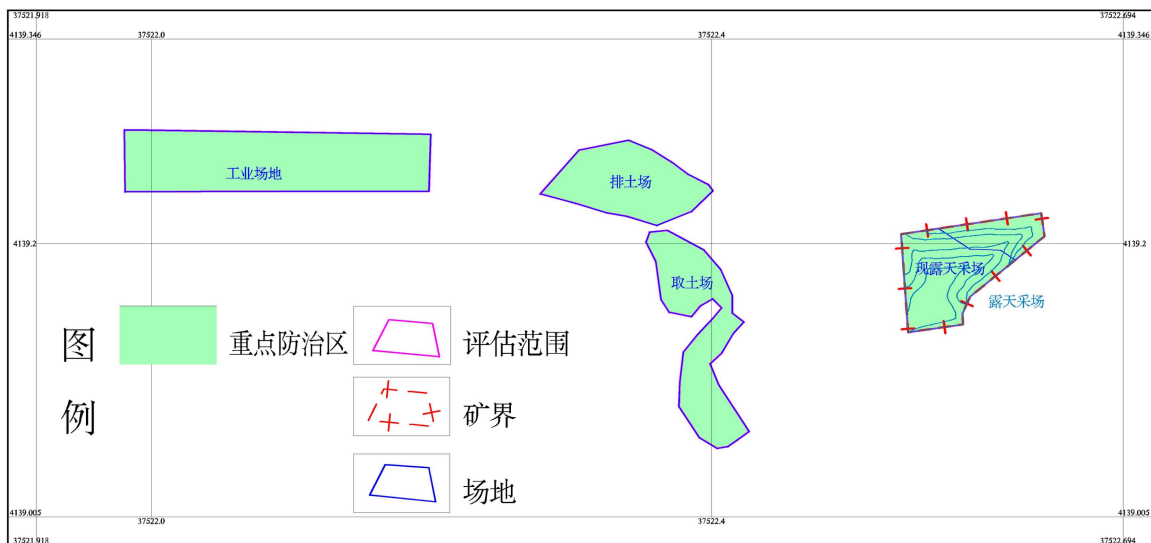 37521.918
37522.694
4139.346
37522.0
37522.4
4139.346
工业场地
排土场
4139.2
4139.2
取土场
现露天采场
露天采场
图例
重点防治区
评估范围
矿界
场地
4139.005
37522.0
37522.4
4139.005
37521.918
37522.694